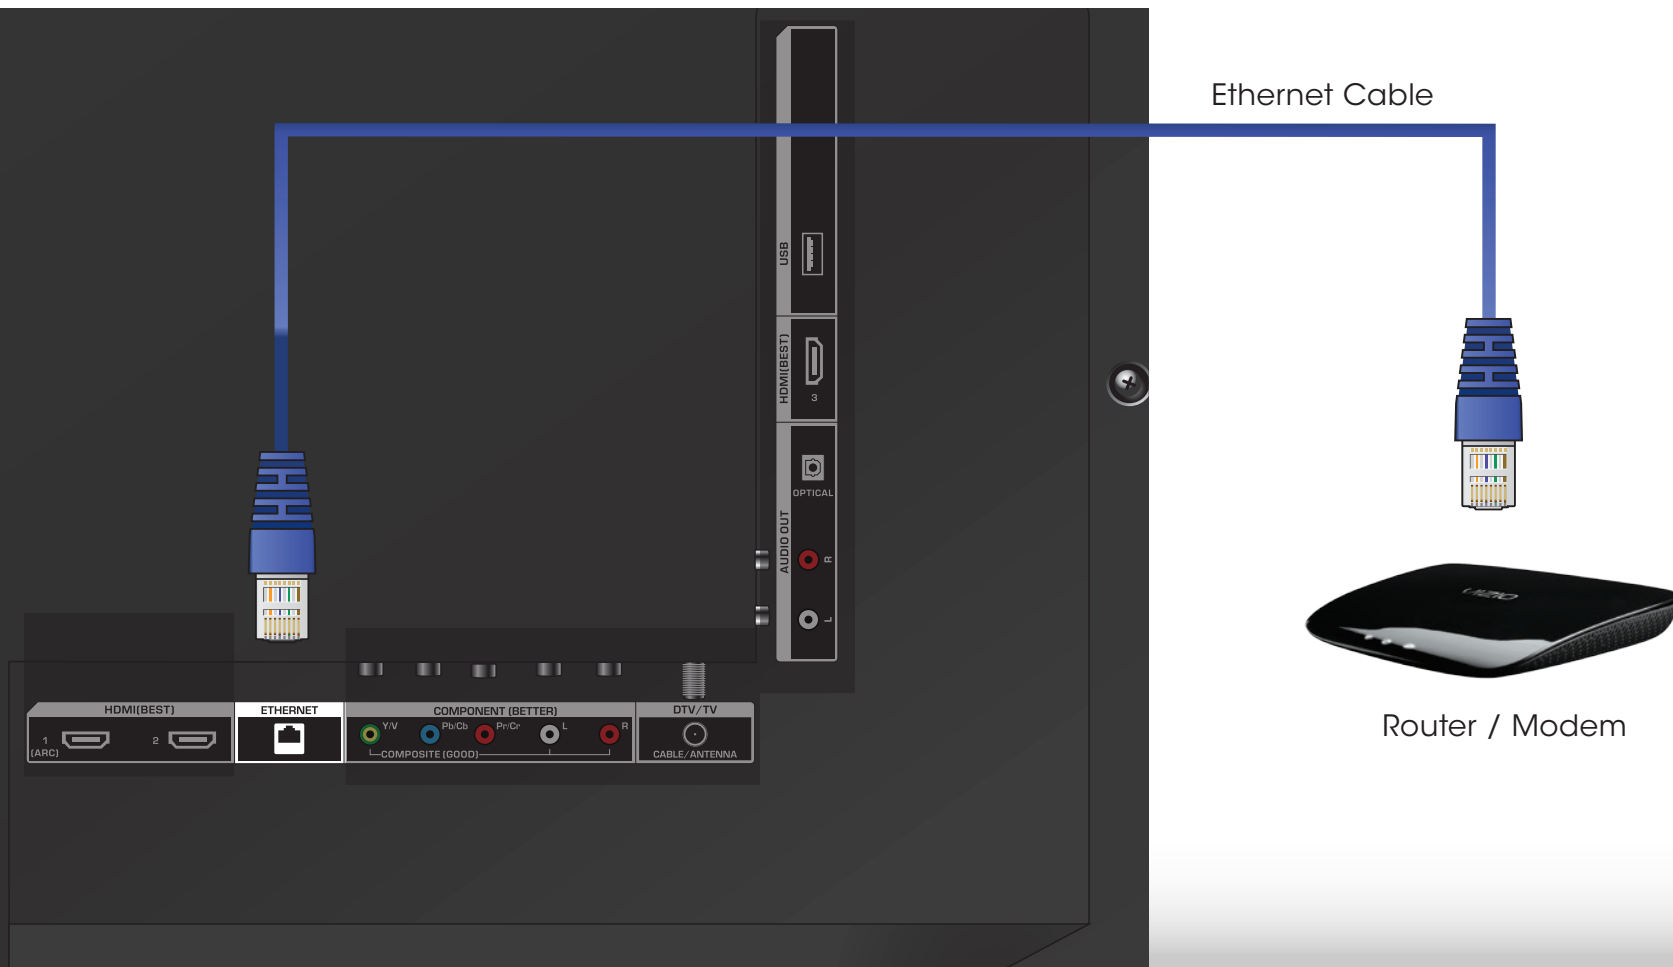 Ethernet Cable
USB
HDMI(BEST)
3
OPTICAL
AUDIO OUT
R
L
VIZIO
Router / Modem
HDMI(BEST)
1
(ARC)
2
ETHERNET
COMPONENT (BETTER)
Y/V
Pb/Cb
Pr/Cr
L
R
COMPOSITE (GOOD)
DTV/TV
CABLE/ANTENNA